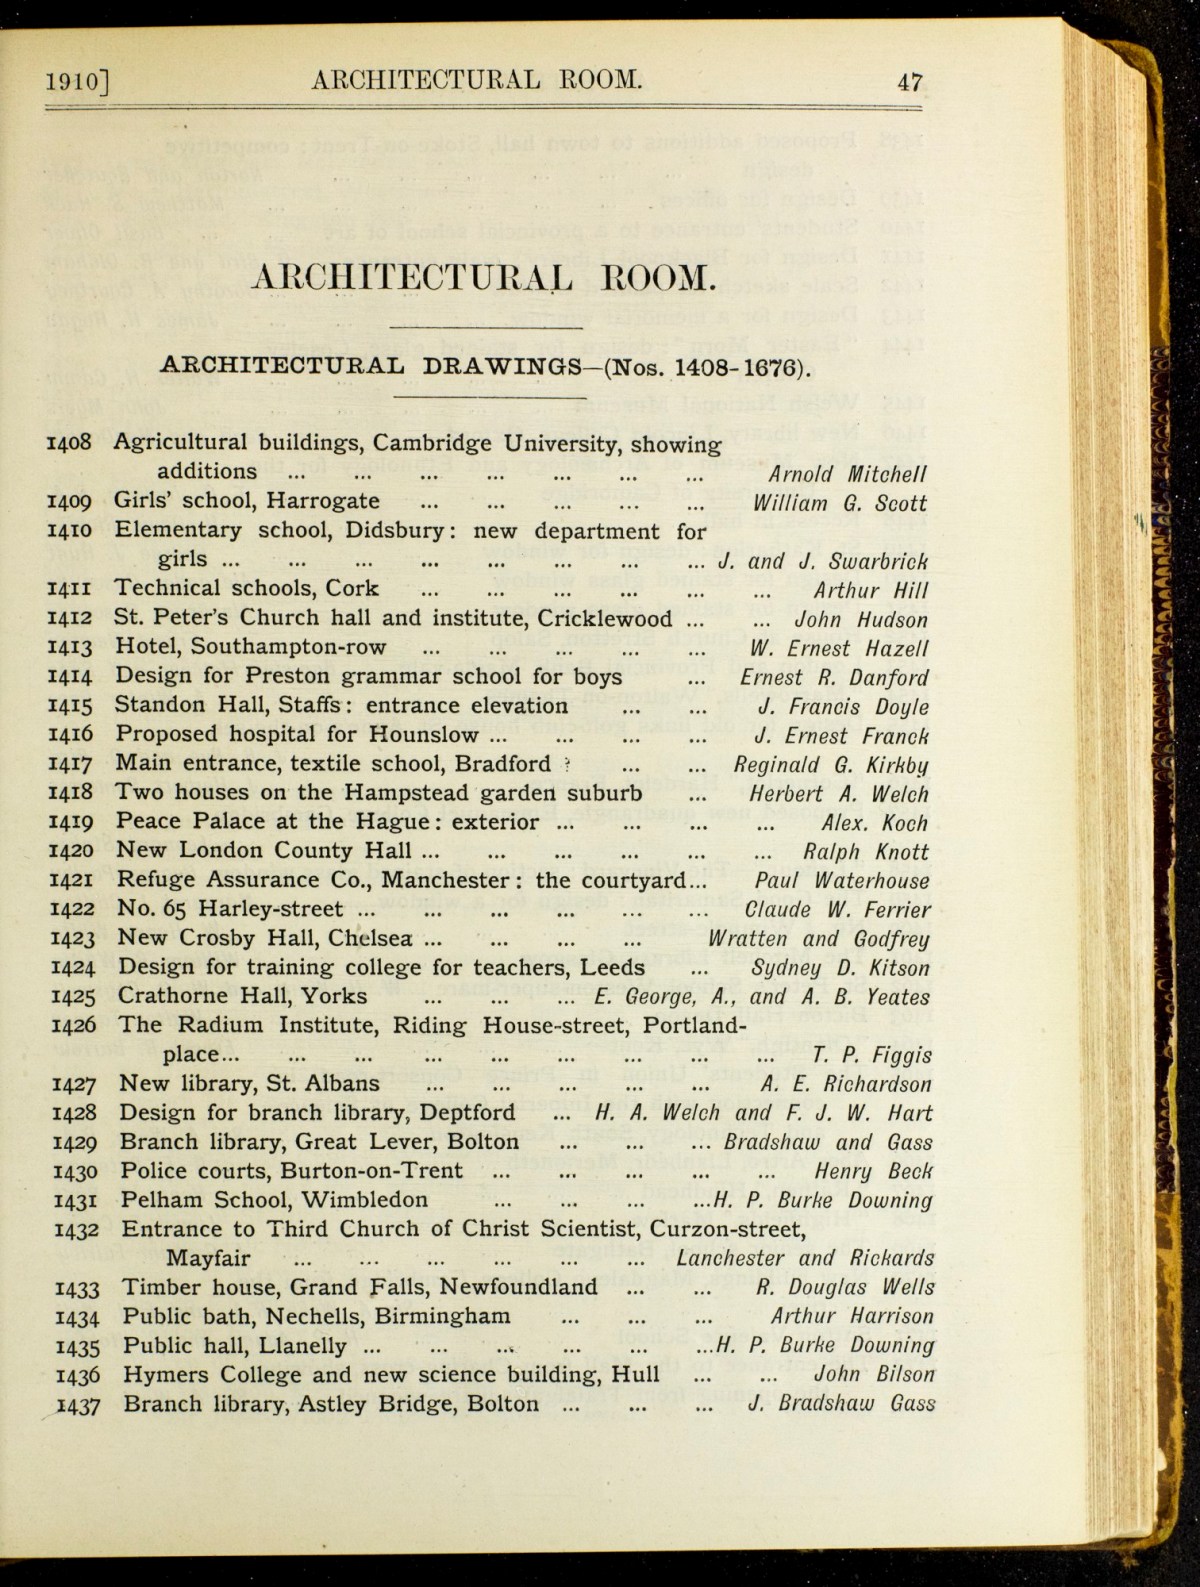 1910] ARCHITECTURAL ROOM. 47
ARCHITECTURAL ROOM.
ARCHITECTURAL DRAWINGS—(Nos. 1408-1676).
1408 Agricultural buildings, Cambridge University, showing
additions ... ... ... ... ... ... ... Arnold Mitchell
1409 Girls' school, Harrogate ... ... ... ... ... William G. Scott
1410 Elementary school, Didsbury: new department for
girls ... ... ... ... ... ... ... ... J. and J. Swarbrick
1411 Technical schools, Cork ... ... ... ... ... ... Arthur Hill
1412 St. Peter's Church hall and institute, Cricklewood ... ... John Hudson
1413 Hotel, Southampton-row ... ... ... ... ... W. Ernest Hazell
1414 Design for Preston grammar school for boys ... Ernest R. Danford
1415 Standon Hall, Staffs: entrance elevation ... ... J. Francis Doyle
1416 Proposed hospital for Hounslow ... ... ... ... J. Ernest Franck
1417 Main entrance, textile school, Bradford ? ... ... Reginald G. Kirkby
1418 Two houses on the Hampstead garden suburb ... Herbert A. Welch
1419 Peace Palace at the Hague: exterior ... ... ... ... Alex. Koch
1420 New London County Hall ... ... ... ... ... ... Ralph Knott
1421 Refuge Assurance Co., Manchester: the courtyard... Paul Waterhouse
1422 No. 65 Harley-street ... ... ... ... ... ... Claude W. Ferrier
1423 New Crosby Hall, Chelsea ... ... ... ... Wratten and Godfrey
1424 Design for training college for teachers, Leeds ... Sydney D. Kitson
1425 Crathorne Hall, Yorks ... ... ... E. George, A., and A. B. Yeates
1426 The Radium Institute, Riding House-street, Portland-
place... ... ... ... ... ... ... ... ... T. P. Figgis
1427 New library, St. Albans ... ... ... ... ... A. E. Richardson
1428 Design for branch library, Deptford ... H. A. Welch and F. J. W. Hart
1429 Branch library, Great Lever, Bolton ... ... ... Bradshaw and Gass
1430 Police courts, Burton-on-Trent ... ... ... ... ... Henry Beck
1431 Pelham School, Wimbledon ... ... ... ...H. P. Burke Downing
1432 Entrance to Third Church of Christ Scientist, Curzon-street,
Mayfair ... ... ... ... ... ... Lanchester and Rickards
1433 Timber house, Grand Falls, Newfoundland ... ... R. Douglas Wells
1434 Public bath, Nechells, Birmingham ... ... ... Arthur Harrison
1435 Public hall, Llanelly ... ... ... ... ... ...H. P. Burke Downing
1436 Hymers College and new science building, Hull ... ... John Bilson
1437 Branch library, Astley Bridge, Bolton ... ... ... J. Bradshaw Gass